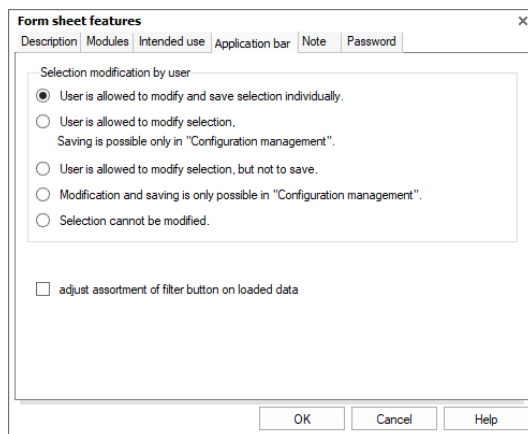 Form sheet features
Description Modules Intended use Application bar Note Password
Selection modification by user
User is allowed to modify and save selection individually.
User is allowed to modify selection,
Saving is possible only in "Configuration management".
User is allowed to modify selection, but not to save.
Modification and saving is only possible in "Configuration management".
Selection cannot be modified.
adjust assortment of filter button on loaded data
OK Cancel Help